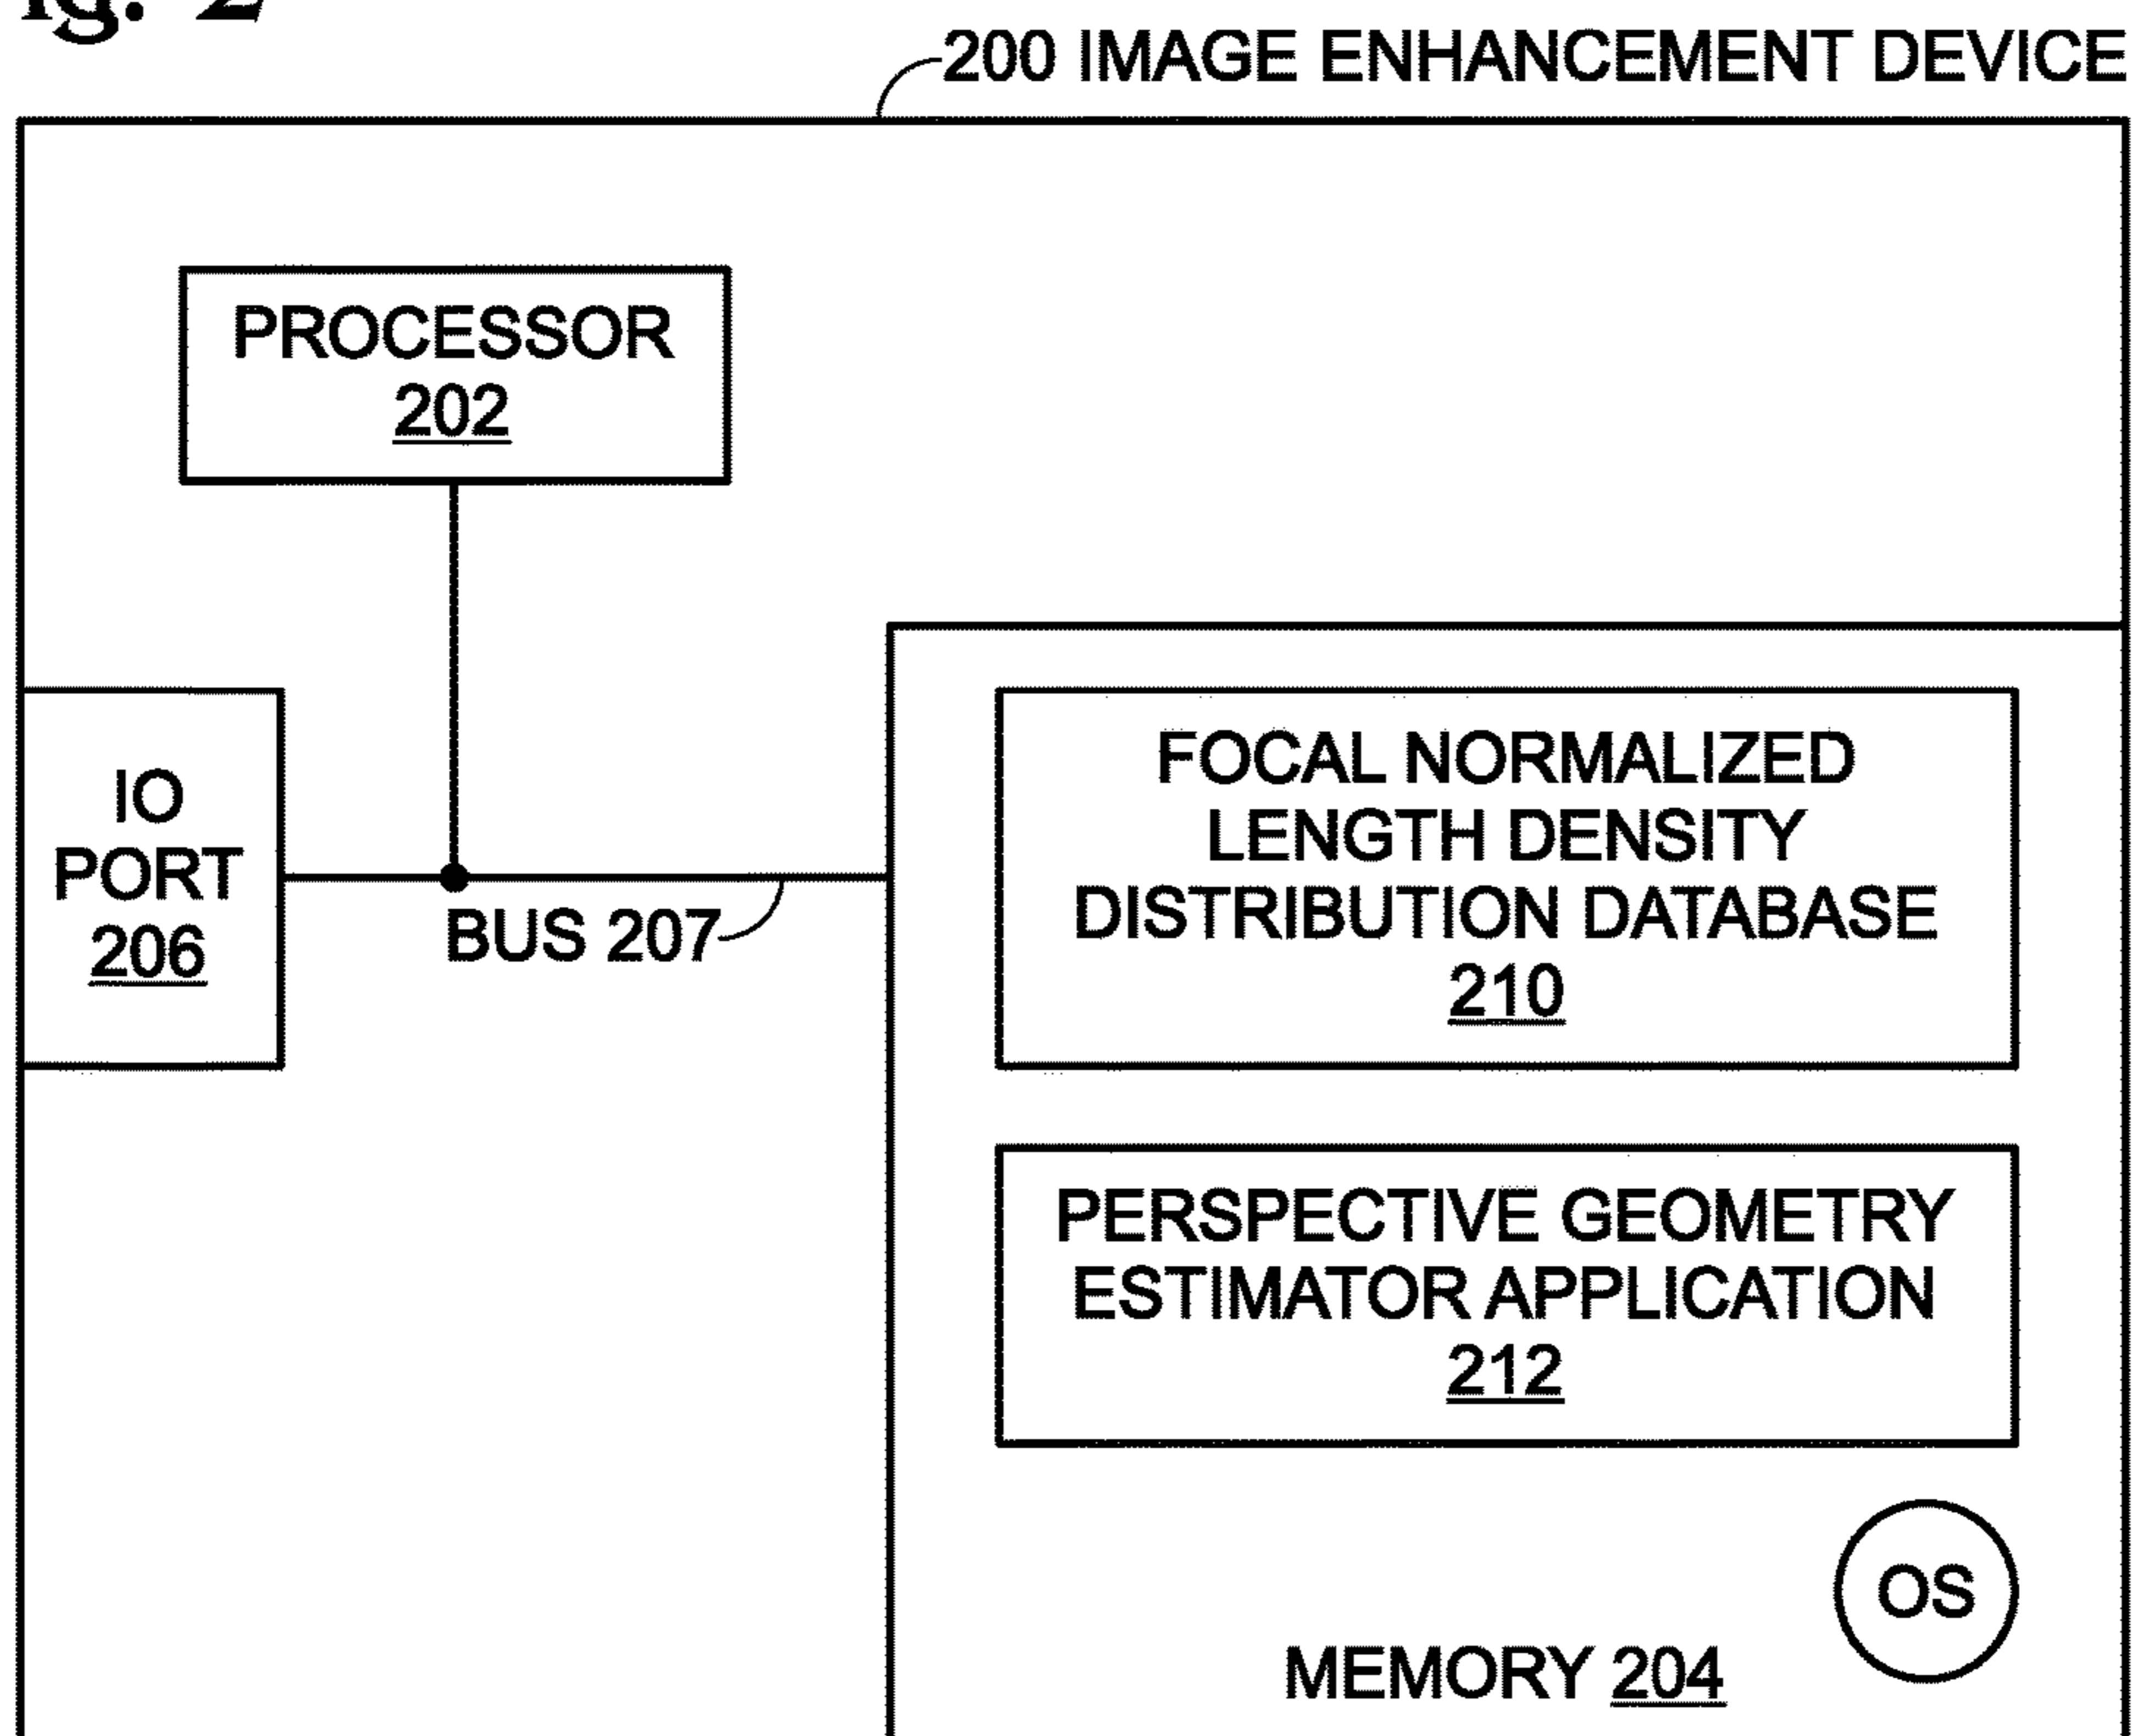 ig. 2
200 IMAGE ENHANCEMENT DEVICE
PROCESSOR
202
IO
PORT
206
BUS 207
FOCAL NORMALIZED
LENGTH DENSITY
DISTRIBUTION DATABASE
210
PERSPECTIVE GEOMETRY
ESTIMATOR APPLICATION
212
OS
MEMORY 204